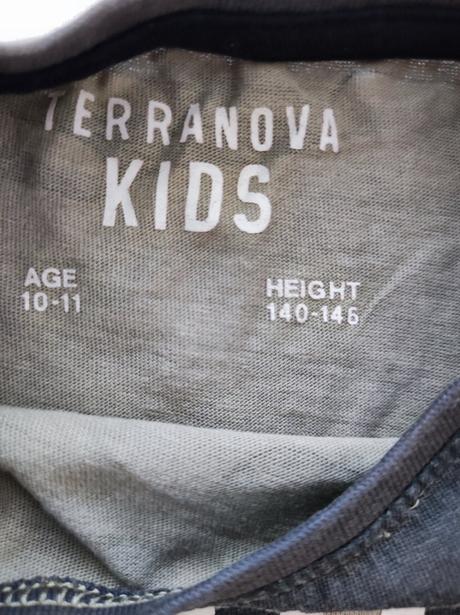 TERRANOVA
KIDS
AGE
10-11
HEIGHT
140-146